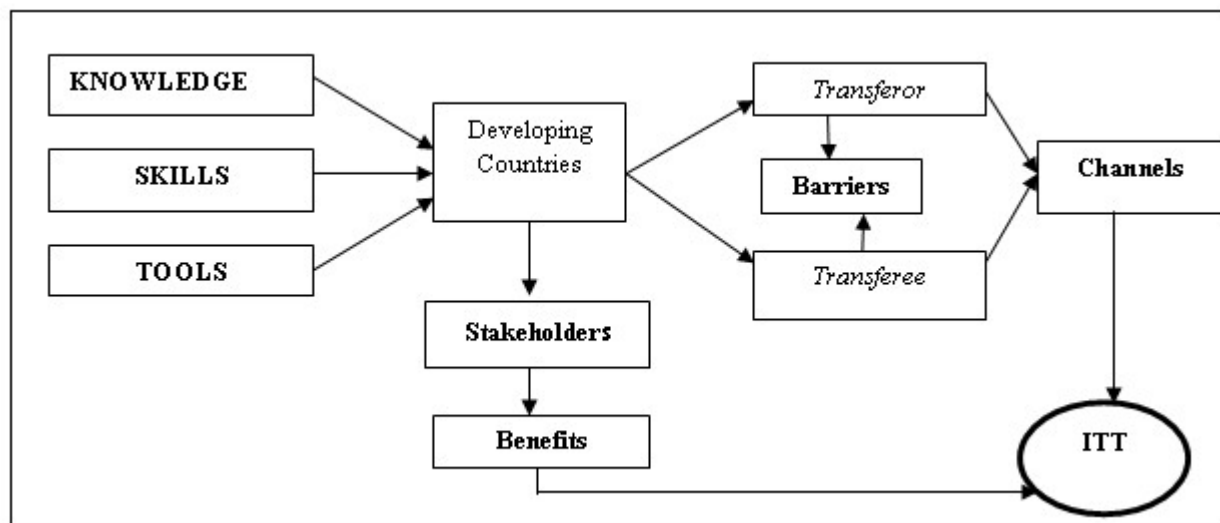 KNOWLEDGE
SKILLS
TOOLS
Developing
Countries
Stakeholders
Benefits
Transferor
Barriers
Transferee
Channels
ITT